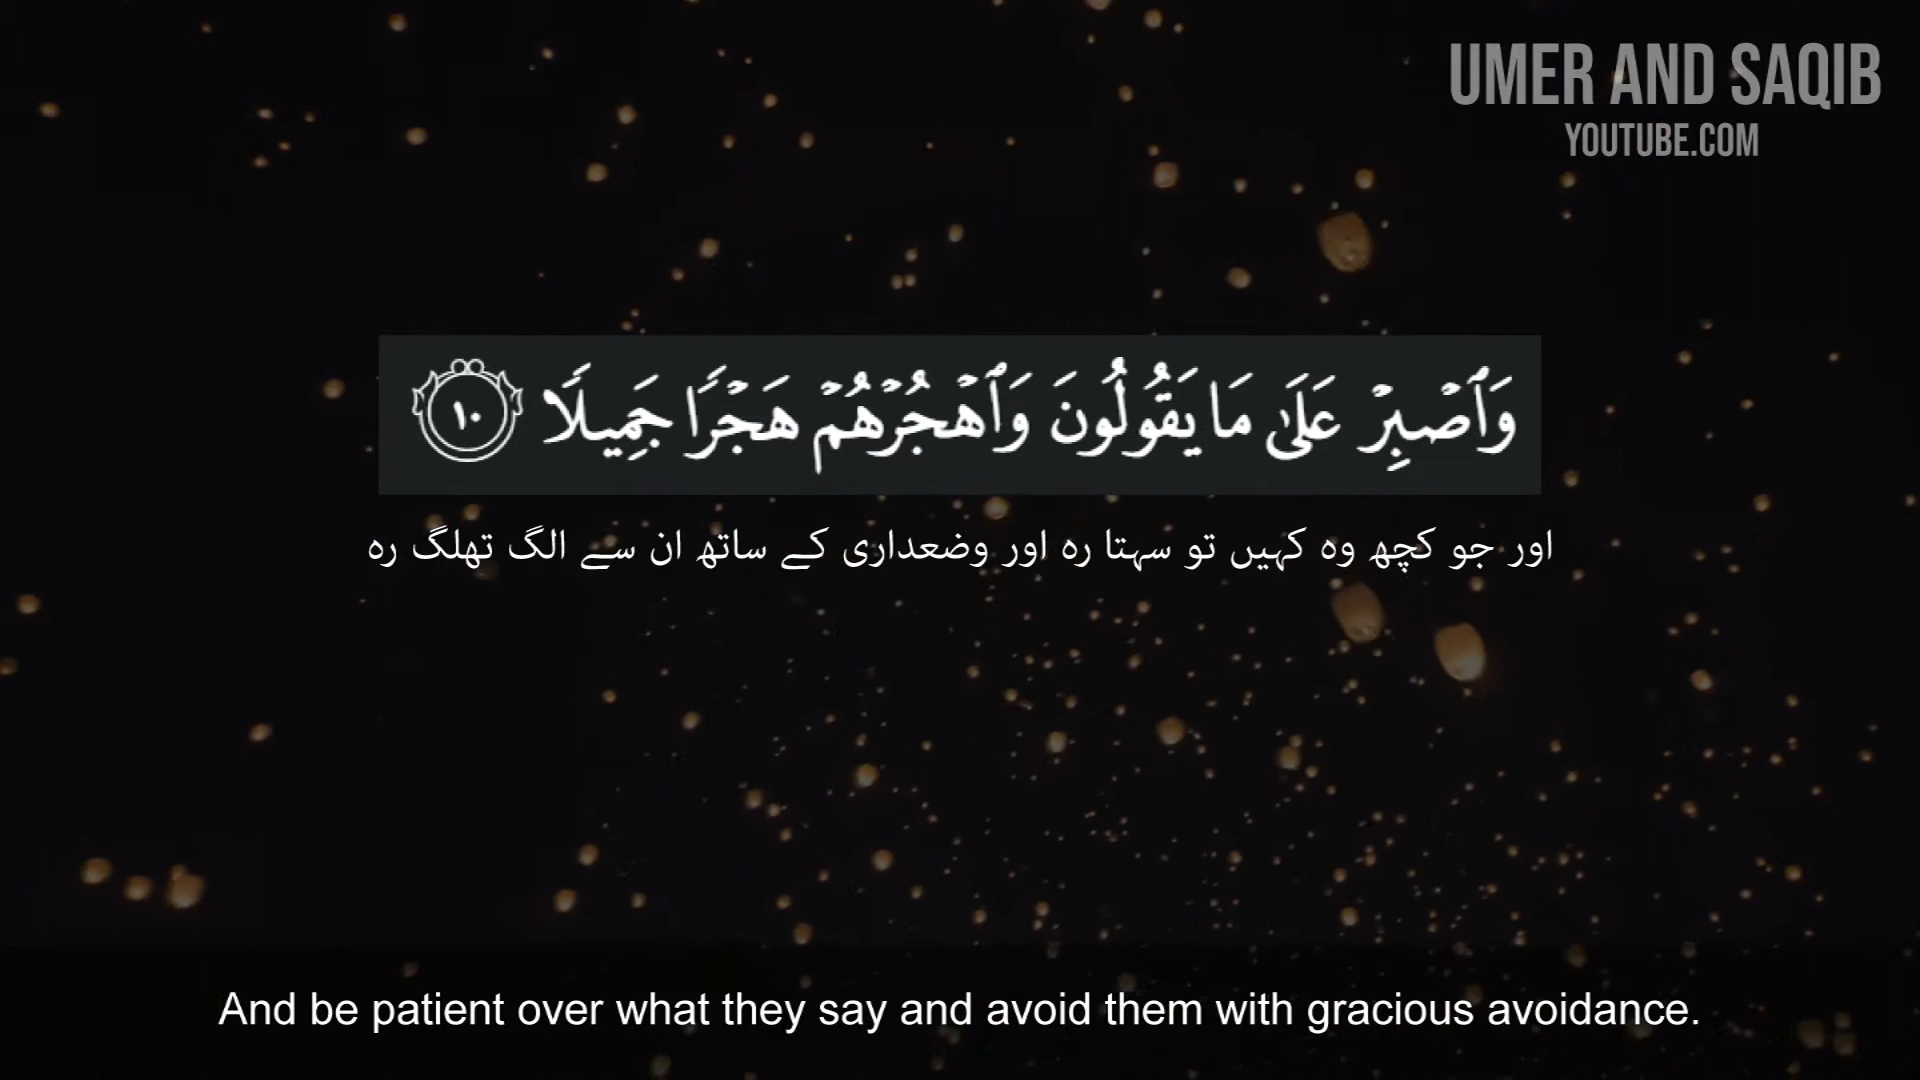 UMER AND SAQIB
YOUTUBE.COM
وَٱصْبِرْ عَلَىٰ مَا يَقُولُونَ وَٱهْجُرْهُمْ هَجْرًا جَمِيلًا ١٠
اور جو کچھ وہ کہیں تو سہتا رہ اور وضعداری کے ساتھ ان سے الگ تھلگ رہ
And be patient over what they say and avoid them with gracious avoidance.